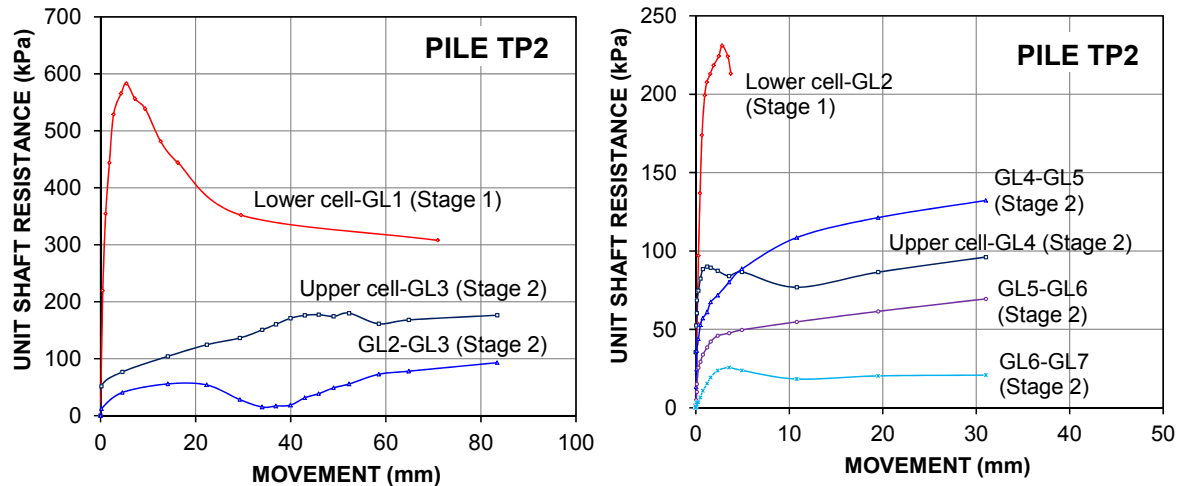 PILE TP2
UNIT SHAFT RESISTANCE (kPa)
700
600
500
400
300
200
100
0
Lower cell-GL1 (Stage 1)
Upper cell-GL3 (Stage 2)
GL2-GL3 (Stage 2)
0 20 40 60 80 100
MOVEMENT (mm)
PILE TP2
UNIT SHAFT RESISTANCE (kPa)
250
200
150
100
50
0
Lower cell-GL2
(Stage 1)
GL4-GL5
(Stage 2)
Upper cell-GL4 (Stage 2)
GL5-GL6
(Stage 2)
GL6-GL7
(Stage 2)
0 10 20 30 40 50
MOVEMENT (mm)